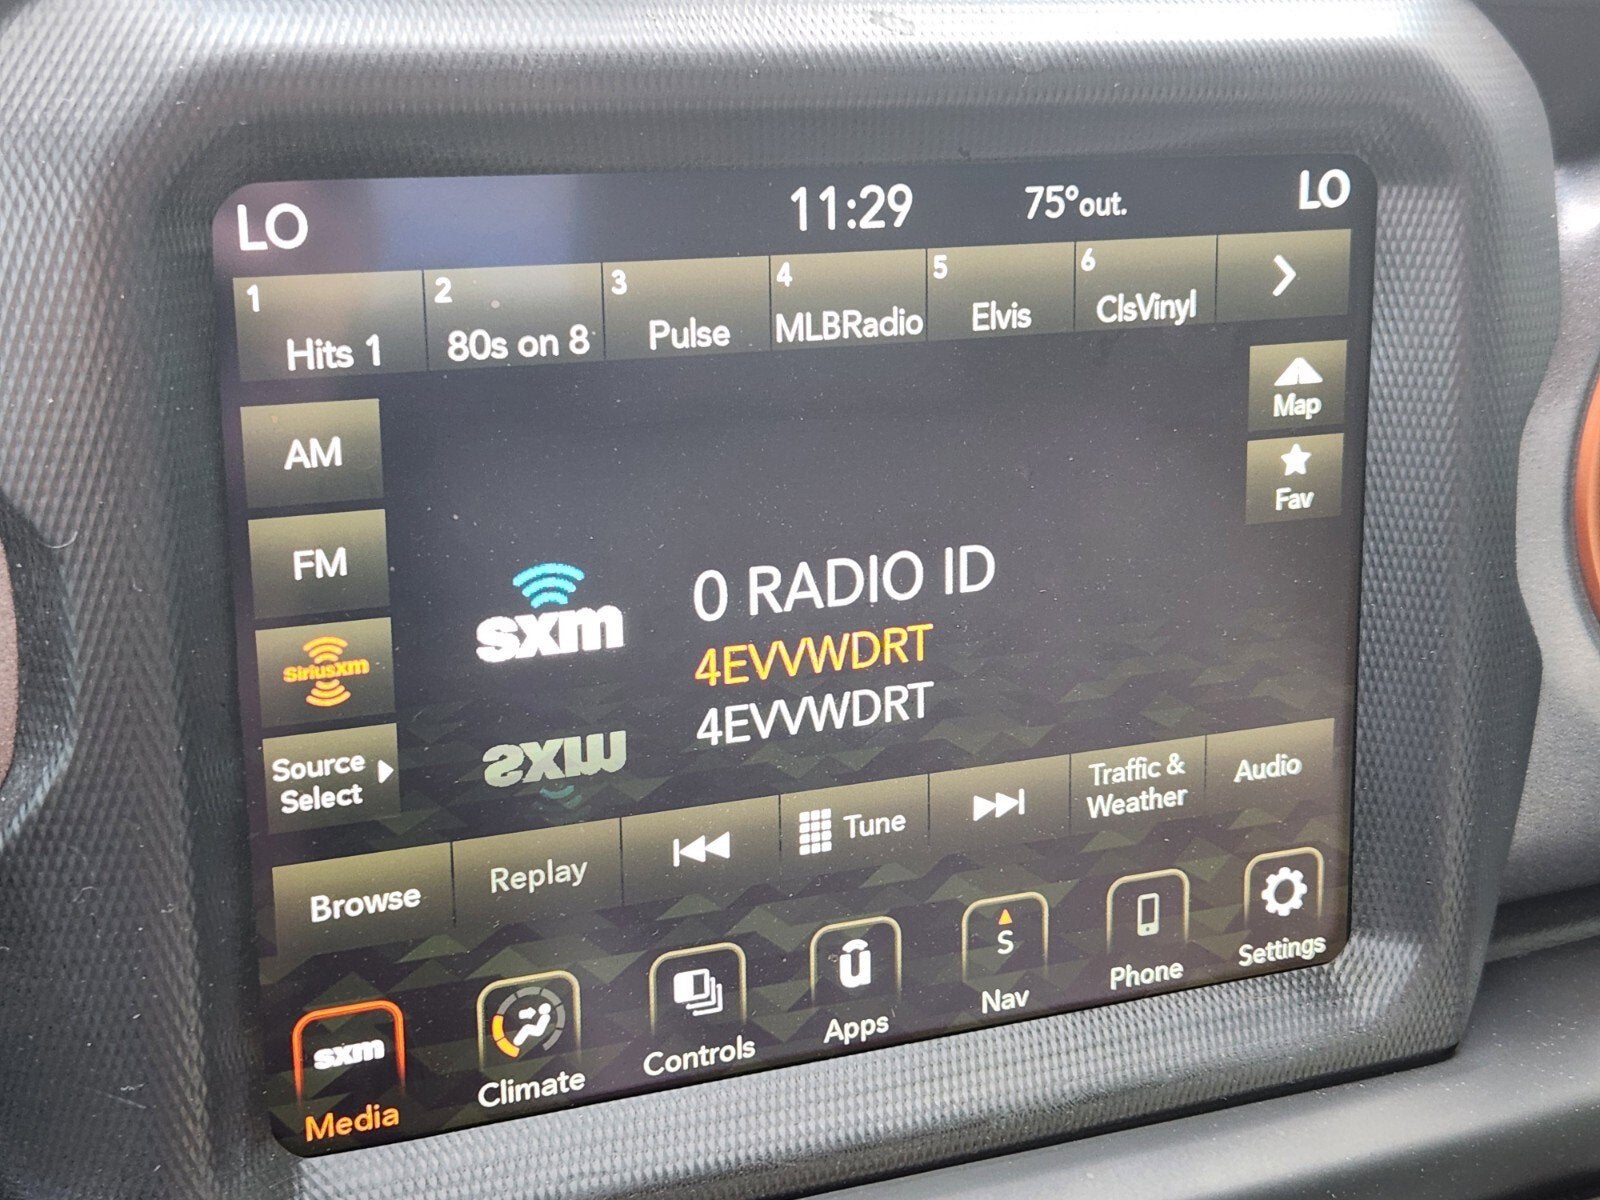 LO 11:29 75°out. LO
1 2 3 4 5 6
Hits 1 80s on 8 Pulse MLBRadio Elvis ClsVinyl
Map
AM
Fav
FM
sxm 0 RADIO ID
SiriusXm
4EVVWDRT
4EVVWDRT
Source
Select
sxm
Browse Replay Tune Traffic &
Weather Audio
sxm
Media Climate Controls
u
Apps
S
Nav Phone Settings